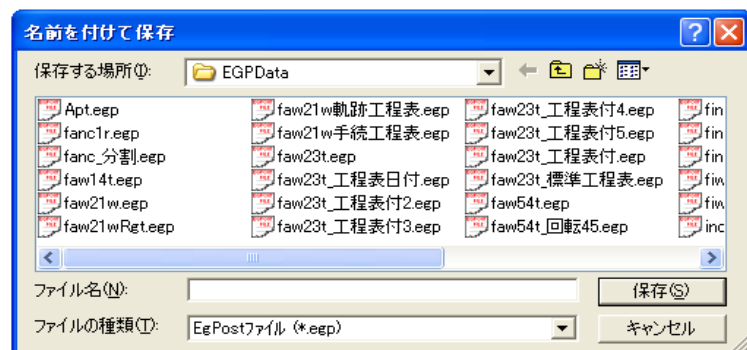 名前を付けて保存
保存する場所(I): EGPData
Apt.egp faw21w軌跡工程表.egp faw23t_工程表付4.egp fin
fanc1r.egp faw21w手続工程表.egp faw23t_工程表付5.egp fin
fanc_分割.egp faw23t.egp faw23t_工程表付.egp fin
faw14t.egp faw23t_工程表日付.egp faw23t_標準工程表.egp fiw
faw21w.egp faw23t_工程表付2.egp faw54t.egp fiw
faw21wRgt.egp faw23t_工程表付3.egp faw54t_回転45.egp inc
ファイル名(N): 保存(S)
ファイルの種類(T): EgPostファイル (*.egp) キャンセル